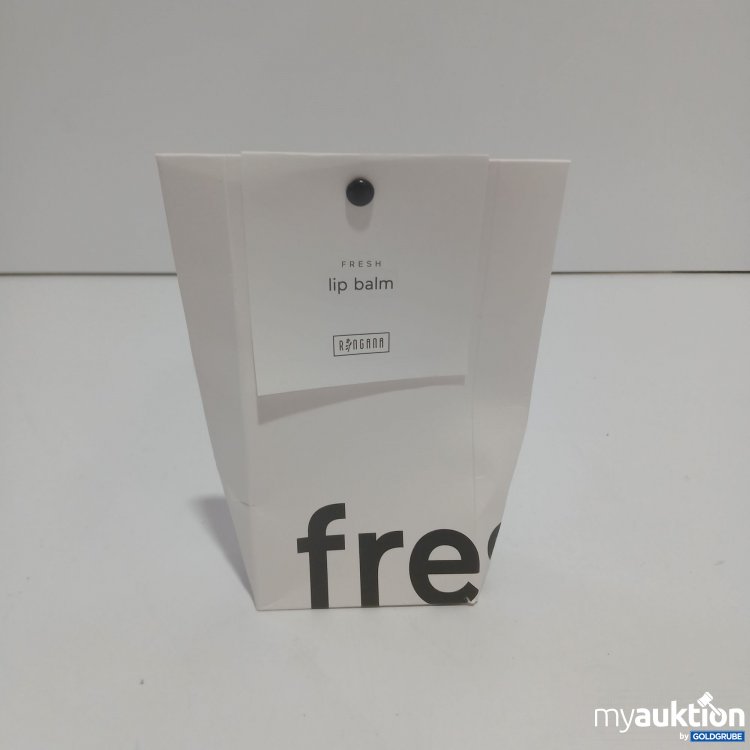 FRESH
lip balm
RINGANA
fres
myauktion
by GOLDGRUBE